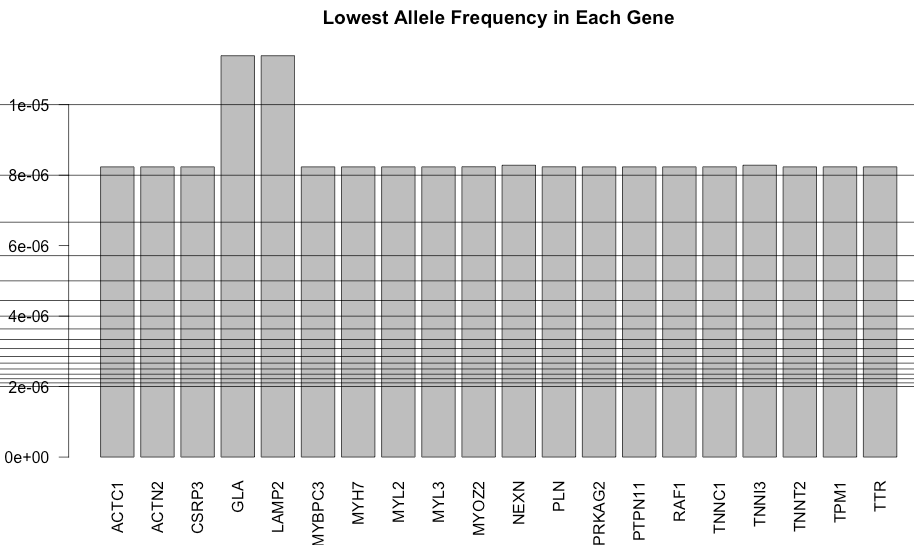 Lowest Allele Frequency in Each Gene
1e-05
8e-06
6e-06
4e-06
2e-06
0e+00
ACTC1
ACTN2
CSRP3
GLA
LAMP2
MYBPC3
MYH7
MYL2
MYL3
MYOZ2
NEXN
PLN
PRKAG2
PTPN11
RAF1
TNNC1
TNNI3
TNNT2
TPM1
TTR